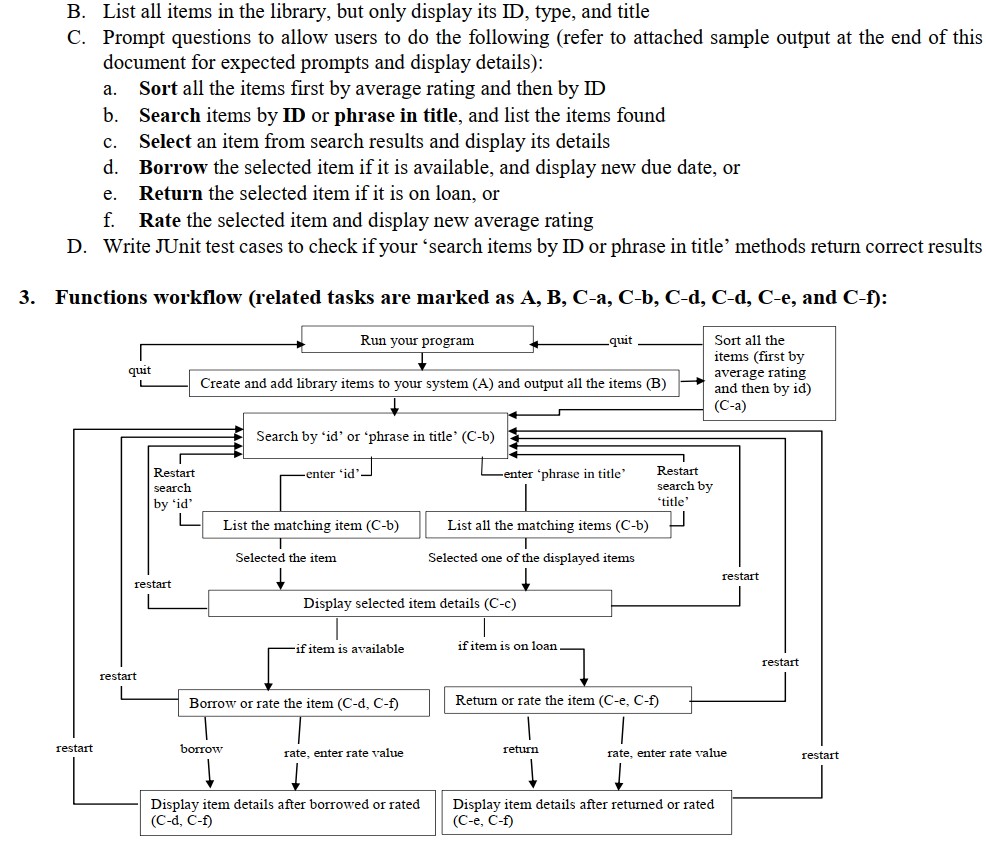 B. List all items in the library, but only display its ID, type, and title
C. Prompt questions to allow users to do the following (refer to attached sample output at the end of this
document for expected prompts and display details):
a. Sort all the items first by average rating and then by ID
b. Search items by ID or phrase in title, and list the items found
c. Select an item from search results and display its details
d. Borrow the selected item if it is available, and display new due date, or
e. Return the selected item if it is on loan, or
f. Rate the selected item and display new average rating
D. Write JUnit test cases to check if your ‘search items by ID or phrase in title’ methods return correct results
3. Functions workflow (related tasks are marked as A, B, C-a, C-b, C-d, C-d, C-e, and C-f):
Run your program
quit
Sort all the
items (first by
average rating
and then by id)
(C-a)
quit
Create and add library items to your system (A) and output all the items (B)
Search by ‘id’ or ‘phrase in title’ (C-b)
Restart
search
by ‘id’
enter ‘id’
enter ‘phrase in title’
Restart
search by
‘title’
List the matching item (C-b)
List all the matching items (C-b)
Selected the item
Selected one of the displayed items
restart
restart
Display selected item details (C-c)
if item is available
if item is on loan
restart
restart
Borrow or rate the item (C-d, C-f)
Return or rate the item (C-e, C-f)
restart
borrow
rate, enter rate value
return
rate, enter rate value
restart
Display item details after borrowed or rated
(C-d, C-f)
Display item details after returned or rated
(C-e, C-f)